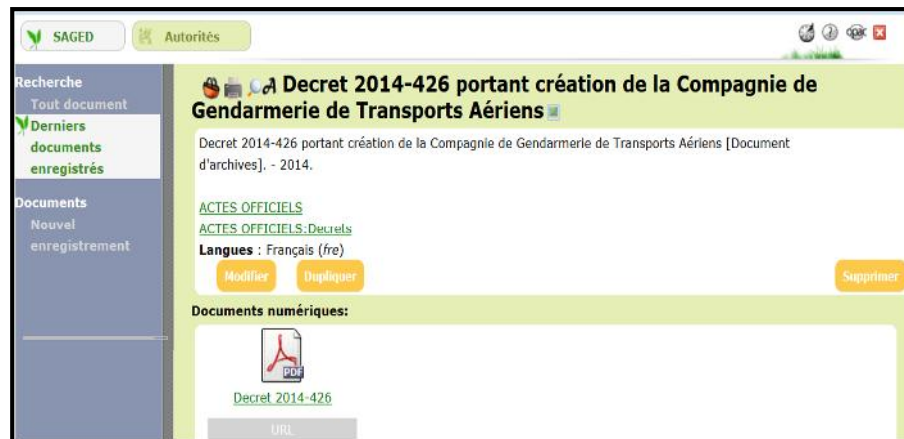 SAGED
Autorités
opac
Recherche
Tout document
Derniers
documents
enregistrés
Documents
Nouvel
enregistrement
Decret 2014-426 portant création de la Compagnie de
Gendarmerie de Transports Aériens
Decret 2014-426 portant création de la Compagnie de Gendarmerie de Transports Aériens [Document
d'archives]. - 2014.
ACTES OFFICIELS
ACTES OFFICIELS:Decrets
Langues : Français (fre)
Modifier
Dupliquer
Supprimer
Documents numériques:
PDF
Decret 2014-426
URL